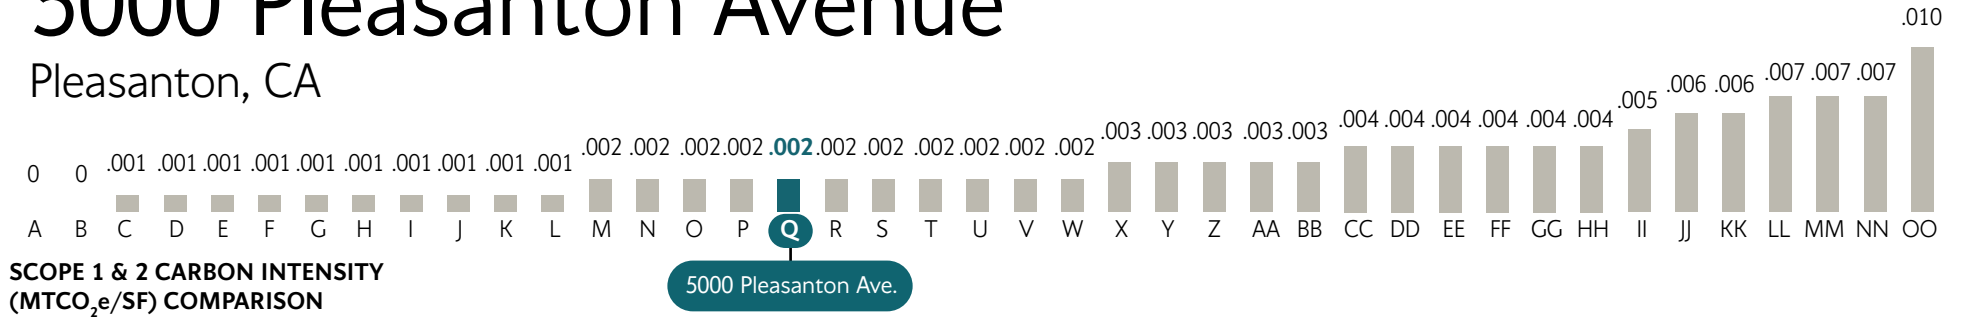 5000 Pleasanton Avenue
Pleasanton, CA
0 0 .001 .001 .001 .001 .001 .001 .001 .001 .001 .001 .002 .002 .002 .002 .002 .002 .002 .002 .002 .002 .002 .003 .003 .003 .003 .003 .004 .004 .004 .004 .004 .004 .005 .006 .006 .007 .007 .007 .010
A B C D E F G H I J K L M N O P Q R S T U V W X Y Z AA BB CC DD EE FF GG HH II JJ KK LL MM NN OO
SCOPE 1 & 2 CARBON INTENSITY
(MTCO₂e/SF) COMPARISON
5000 Pleasanton Ave.